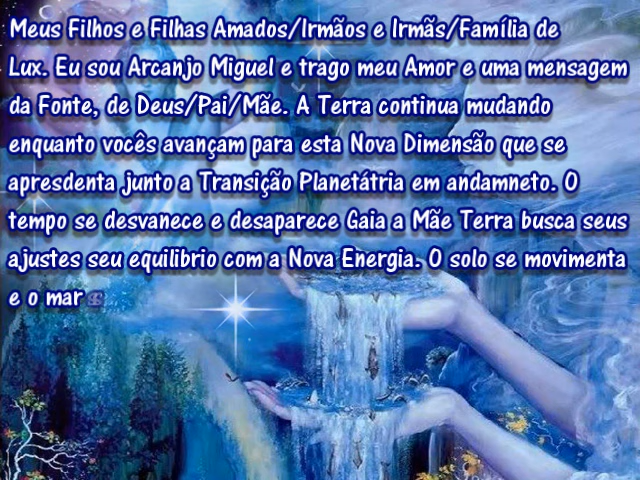 Meus Filhos e Filhas Amados/Irmãos e Irmãs/Família de
Lux. Eu sou Arcanjo Miguel e trago meu Amor e uma mensagem
da Fonte, de Deus/Pai/Mãe. A Terra continua mudando
enquanto vocês avançam para esta Nova Dimensão que se
apresdenta junto a Transição Planetátria em andamneto. O
tempo se desvanece e desaparece Gaia a Mãe Terra busca seus
ajustes seu equilibrio com a Nova Energia. O solo se movimenta
e o mar